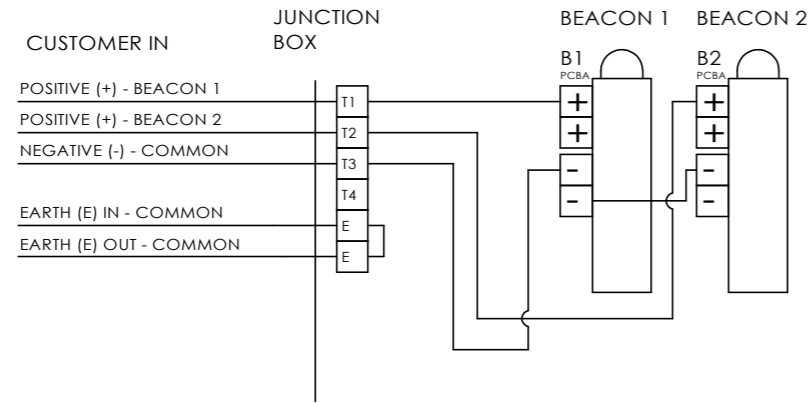 CUSTOMER IN
JUNCTION
BOX
BEACON 1
BEACON 2
B1
PCBA
B2
PCBA
POSITIVE (+) - BEACON 1
POSITIVE (+) - BEACON 2
NEGATIVE (-) - COMMON
EARTH (E) IN - COMMON
EARTH (E) OUT - COMMON
T1
T2
T3
T4
E
E
+
+
-
-
+
+
-
-